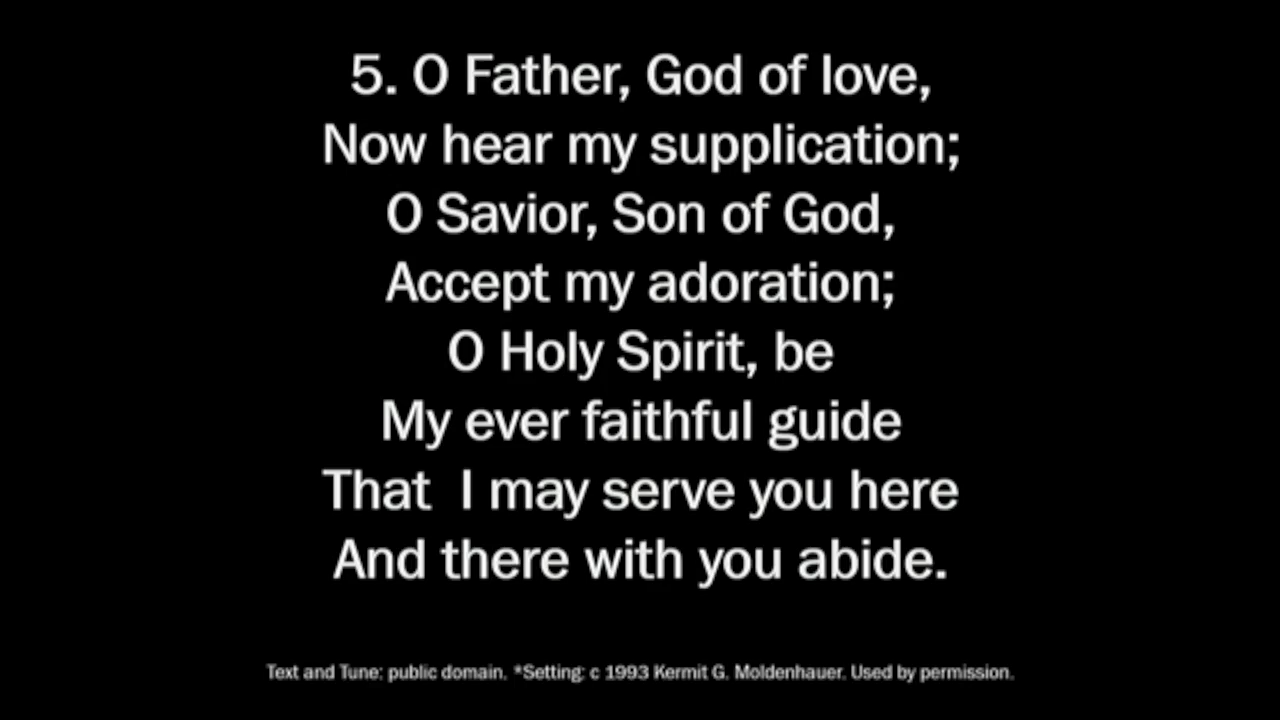 5. O Father, God of love,
Now hear my supplication;
O Savior, Son of God,
Accept my adoration;
O Holy Spirit, be
My ever faithful guide
That  I may serve you here
And there with you abide.
Text and Tune: public domain. *Setting: c 1993 Kermit G. Moldenhauer. Used by permission.